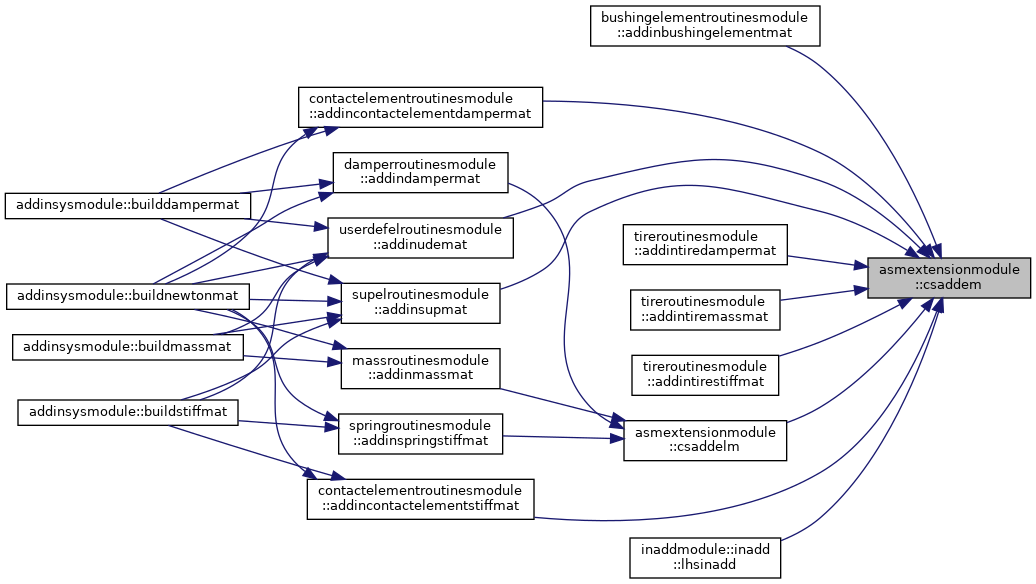 bushingelementroutinesmodule
::addinbushingelementmat
contactelementroutinesmodule
::addincontactelementdampermat
damperroutinesmodule
::addindampermat
addinsysmodule::builddampermat
userdefelroutinesmodule
::addinudemat
tireroutinesmodule
::addintiredampermat
asmextensionmodule
::csaddem
addinsysmodule::buildnewtonmat
supelroutinesmodule
::addinsupmat
tireroutinesmodule
::addintiremassmat
addinsysmodule::buildmassmat
massroutinesmodule
::addinmassmat
tireroutinesmodule
::addintirestiffmat
addinsysmodule::buildstiffmat
springroutinesmodule
::addinspringstiffmat
asmextensionmodule
::csaddelm
contactelementroutinesmodule
::addincontactelementstiffmat
inaddmodule::inadd
::lhsinadd